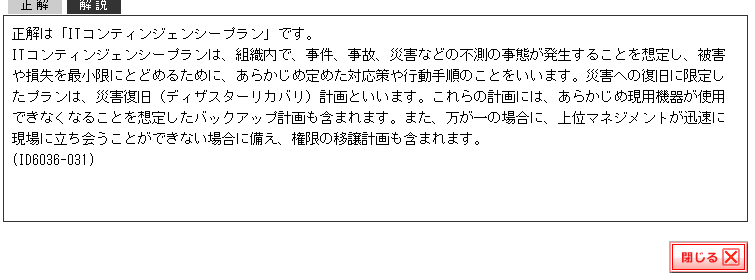 正解 解説
正解は「ITコンティンジェンシープラン」です。
ITコンティンジェンシープランは、組織内で、事件、事故、災害などの不測の事態が発生することを想定し、被害
や損失を最小限にとどめるために、あらかじめ定めた対応策や行動手順のことをいいます。災害への復旧に限定し
たプランは、災害復旧（ディザスターリカバリ）計画といいます。これらの計画には、あらかじめ現用機器が使用
できなくなることを想定したバックアップ計画も含まれます。また、万が一の場合に、上位マネジメントが迅速に
現場に立ち会うことができない場合に備え、権限の移譲計画も含まれます。
(ID6036-031)
閉じる